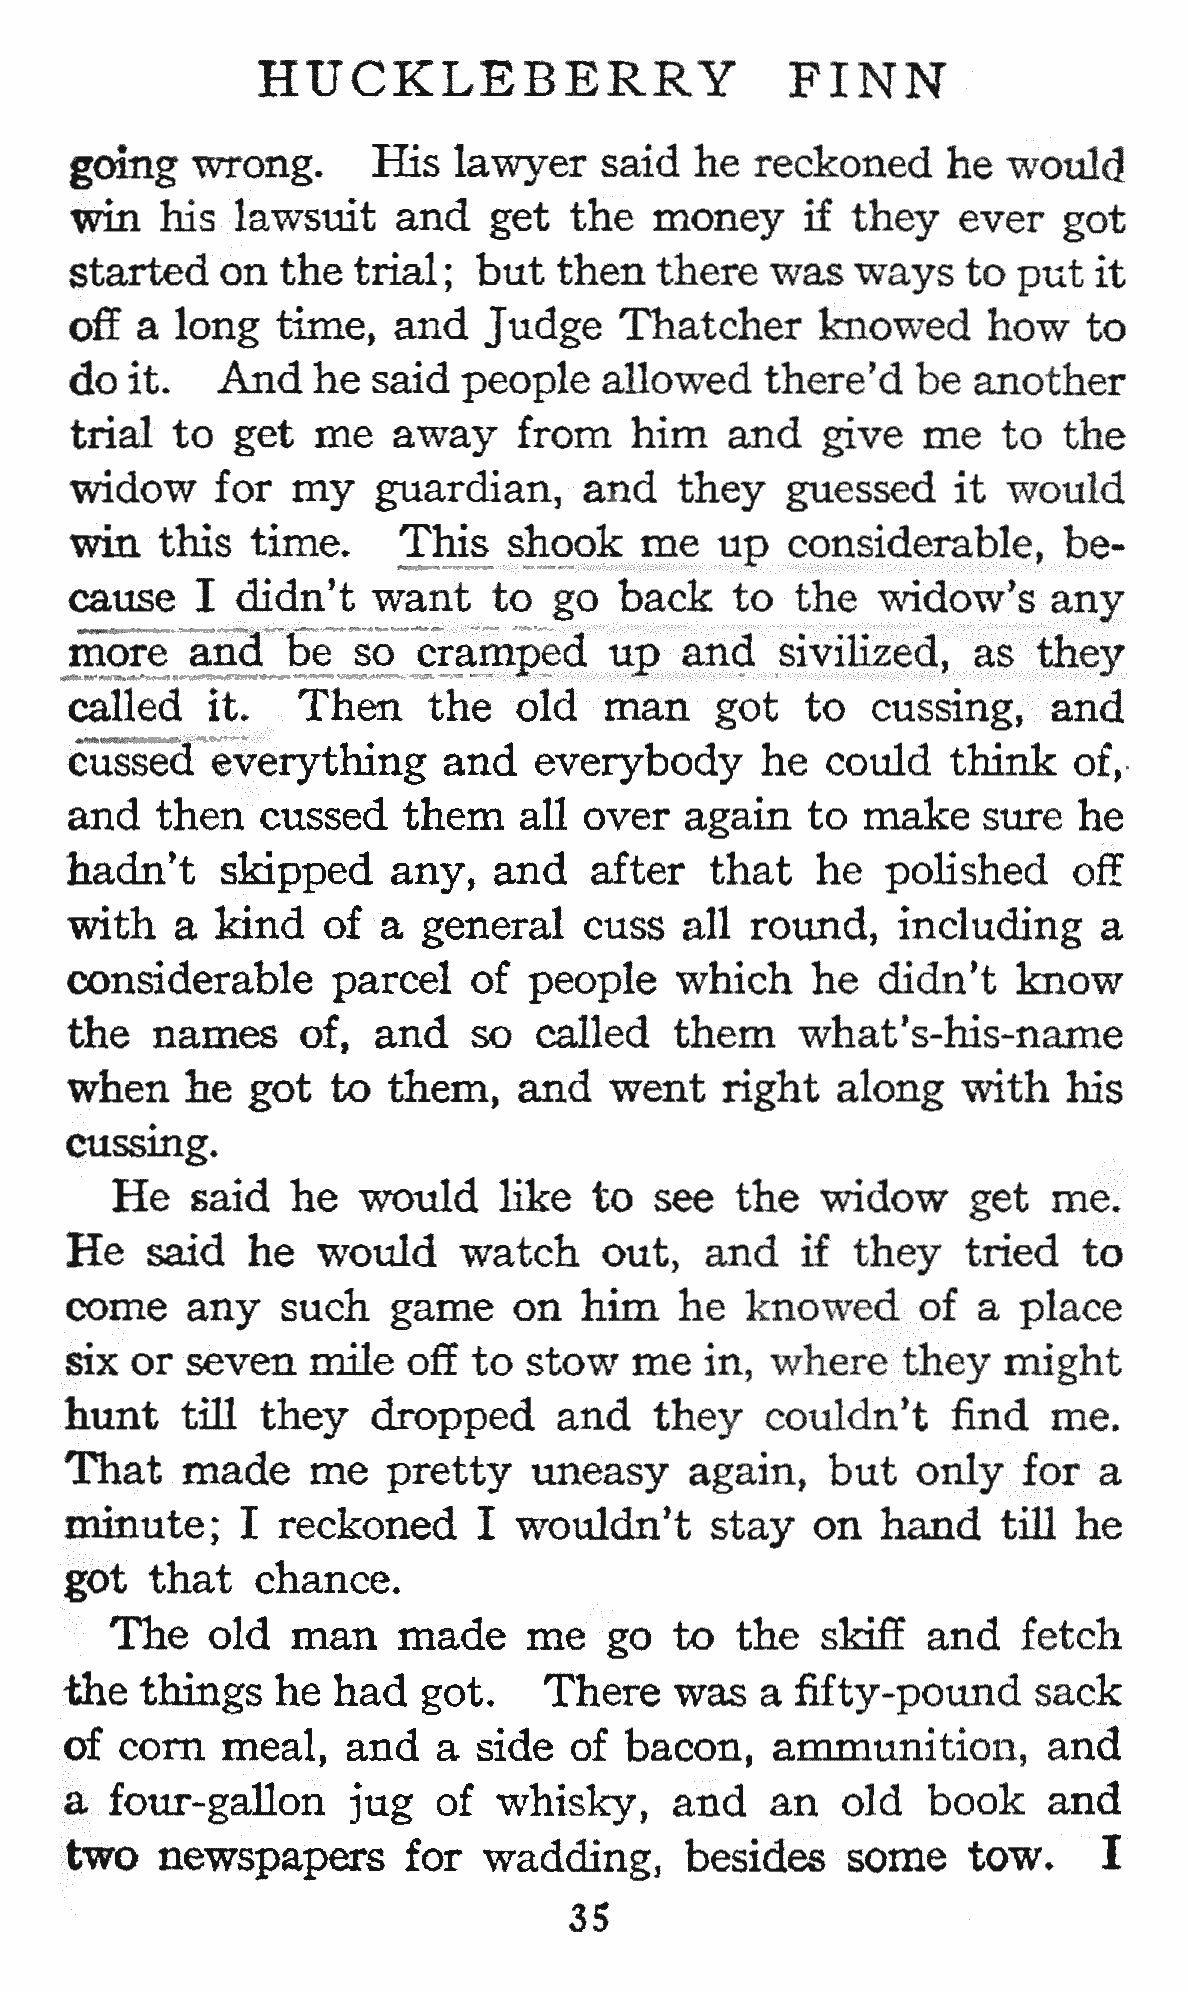 HUCKLEBERRY FINN
going wrong. His lawyer said he reckoned he would
win his lawsuit and get the money if they ever got
started on the trial; but then there was ways to put it
off a long time, and Judge Thatcher knowed how to
do it. And he said people allowed there'd be another
trial to get me away from him and give me to the
widow for my guardian, and they guessed it would
win this time. This shook me up considerable, be-
cause I didn't want to go back to the widow's any
more and be so cramped up and sivilized, as they
called it. Then the old man got to cussing, and
cussed everything and everybody he could think of,
and then cussed them all over again to make sure he
hadn't skipped any, and after that he polished off
with a kind of a general cuss all round, including a
considerable parcel of people which he didn't know
the names of, and so called them what's-his-name
when he got to them, and went right along with his
cussing.
He said he would like to see the widow get me.
He said he would watch out, and if they tried to
come any such game on him he knowed of a place
six or seven mile off to stow me in, where they might
hunt till they dropped and they couldn't find me.
That made me pretty uneasy again, but only for a
minute; I reckoned I wouldn't stay on hand till he
got that chance.
The old man made me go to the skiff and fetch
the things he had got. There was a fifty-pound sack
of corn meal, and a side of bacon, ammunition, and
a four-gallon jug of whisky, and an old book and
two newspapers for wadding, besides some tow. I
35